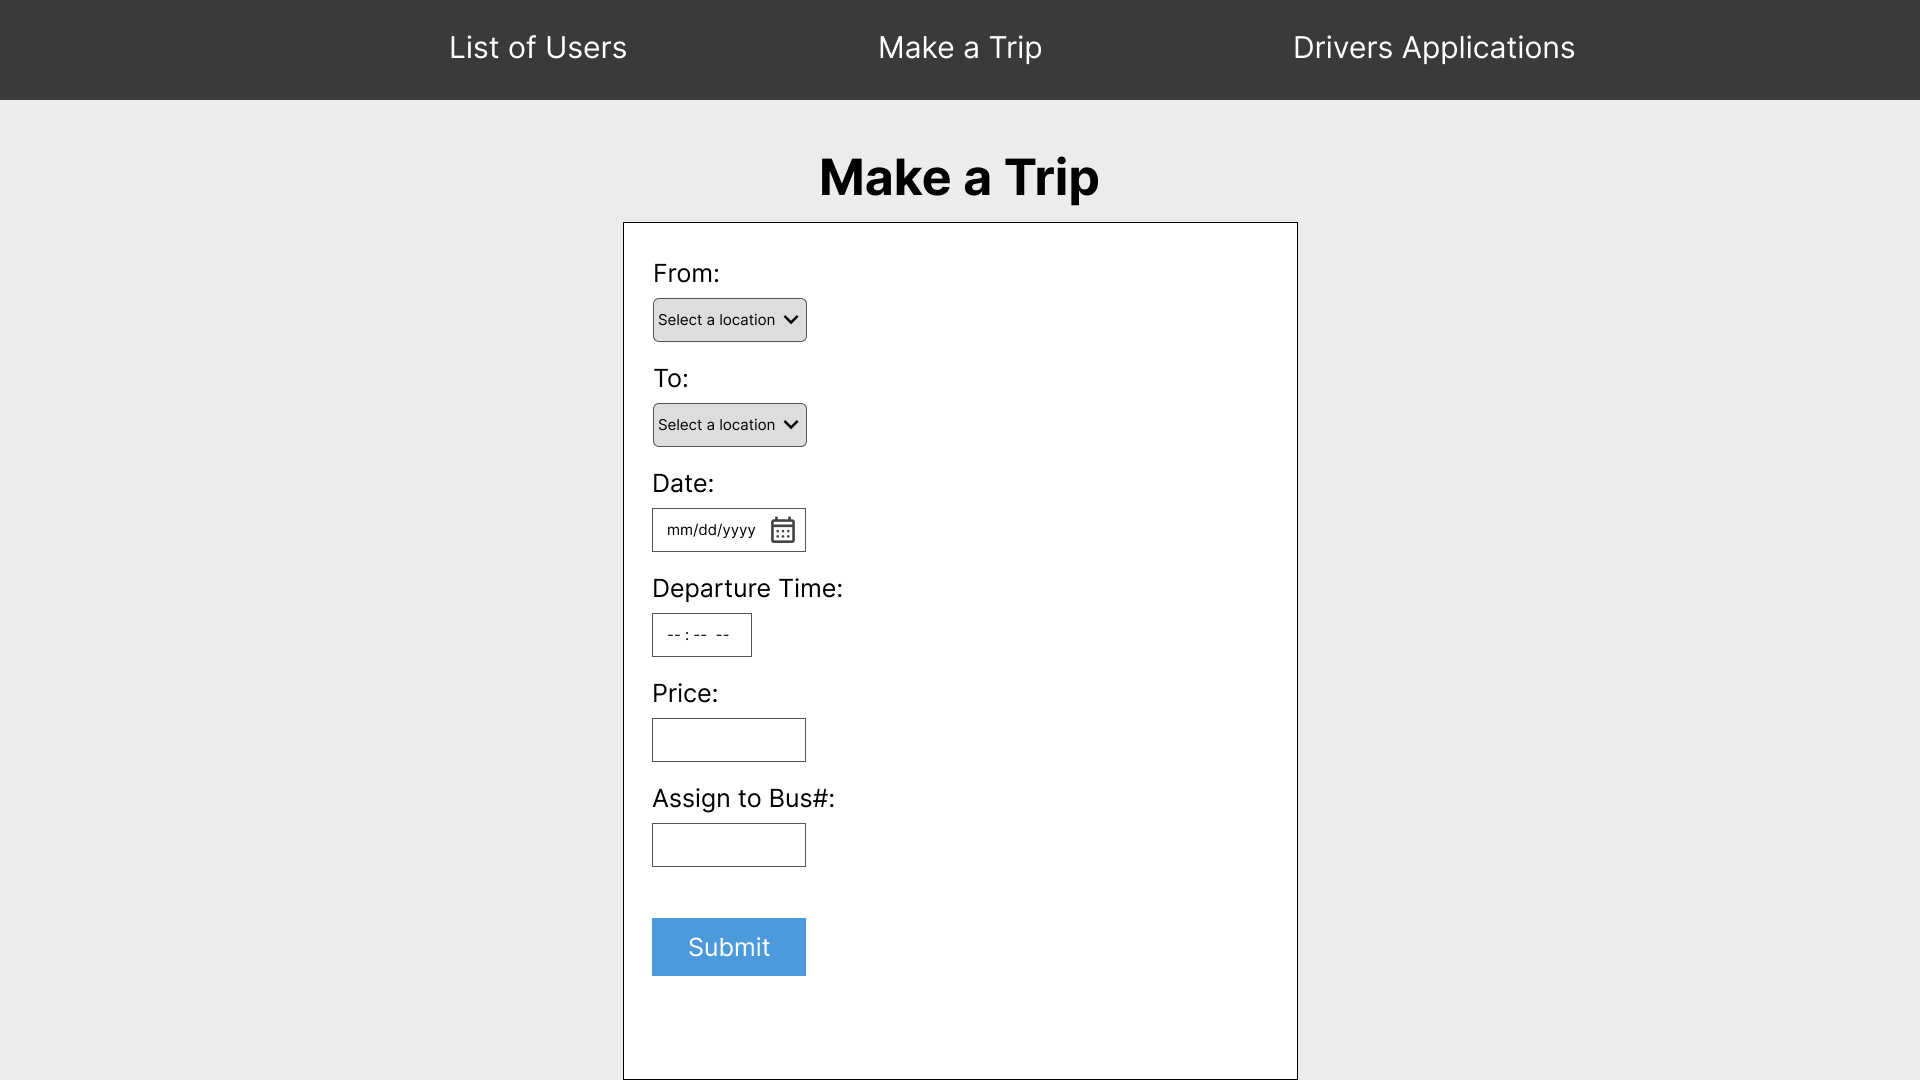 List of Users
Make a Trip
Drivers Applications
Make a Trip
From:
Select a location
To:
Select a location
Date:
mm/dd/yyyy
Departure Time:
-- : -- --
Price:
Assign to Bus#:
Submit